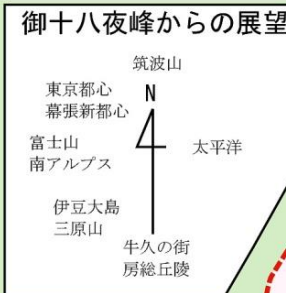 御十八夜峰からの展望
筑波山
東京都心
幕張新都心
N
富士山
南アルプス
太平洋
伊豆大島
三原山
牛久の街
房総丘陵